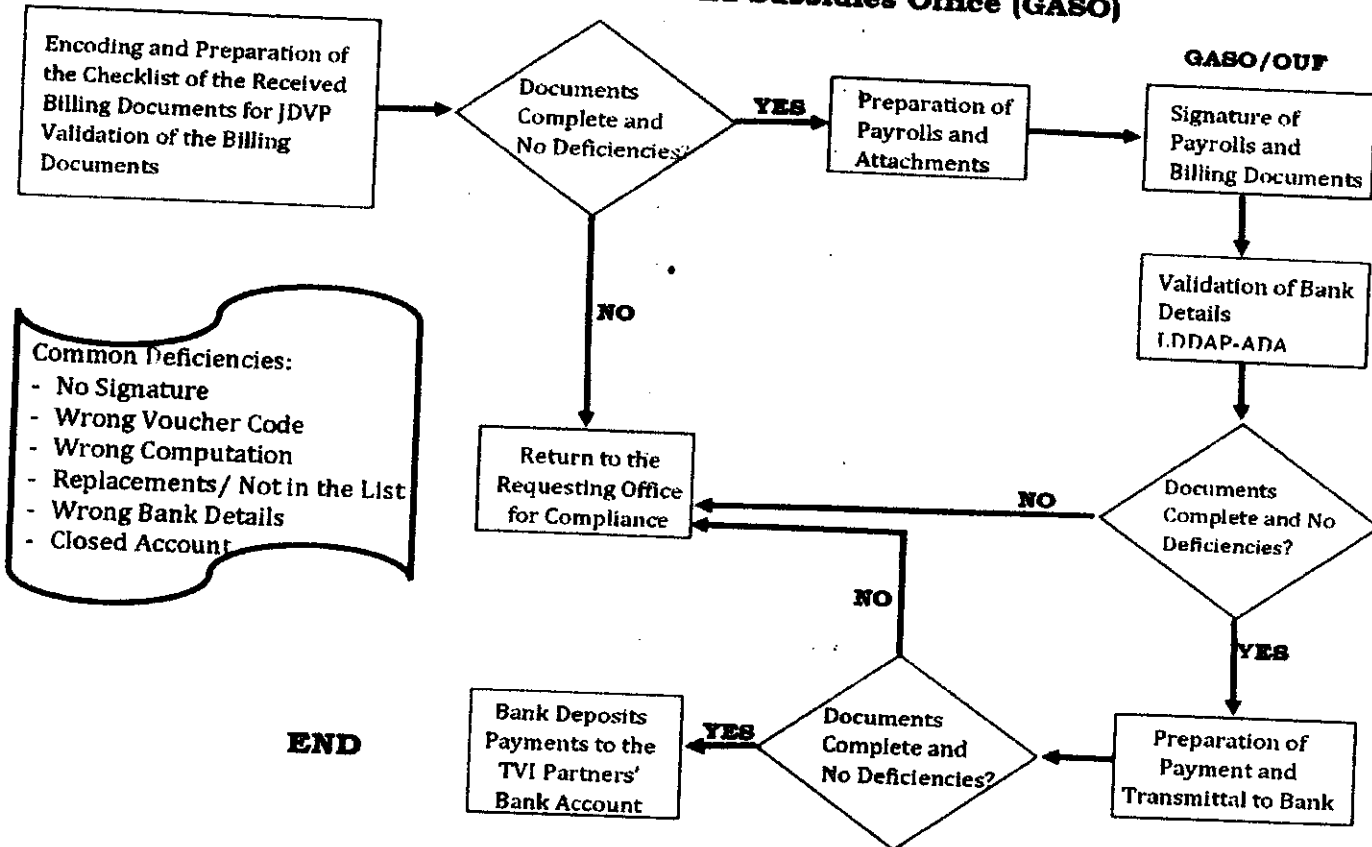 Subsidies Office (GASO)
Encoding and Preparation of
the Checklist of the Received
Billing Documents for JDVP
Validation of the Billing
Documents
Documents
Complete and
No Deficiencies?
YES
Preparation of
Payrolls and
Attachments
GASO/OUF
Signature of
Payrolls and
Billing Documents
NO
Validation of Bank
Details
LDDAP-ADA
Common Deficiencies:
- No Signature
- Wrong Voucher Code
- Wrong Computation
- Replacements/ Not in the List
- Wrong Bank Details
- Closed Account
Return to the
Requesting Office
for Compliance
NO
Documents
Complete and No
Deficiencies?
NO
YES
END
Bank Deposits
Payments to the
TVI Partners'
Bank Account
YES
Documents
Complete and
No Deficiencies?
Preparation of
Payment and
Transmittal to Bank